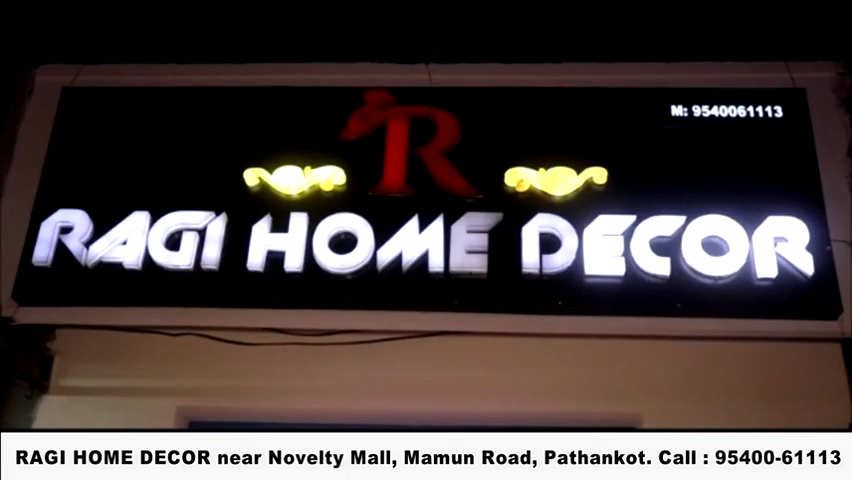 M: 9540061113
R
RAGI HOME DECOR
RAGI HOME DECOR near Novelty Mall, Mamun Road, Pathankot. Call : 95400-61113